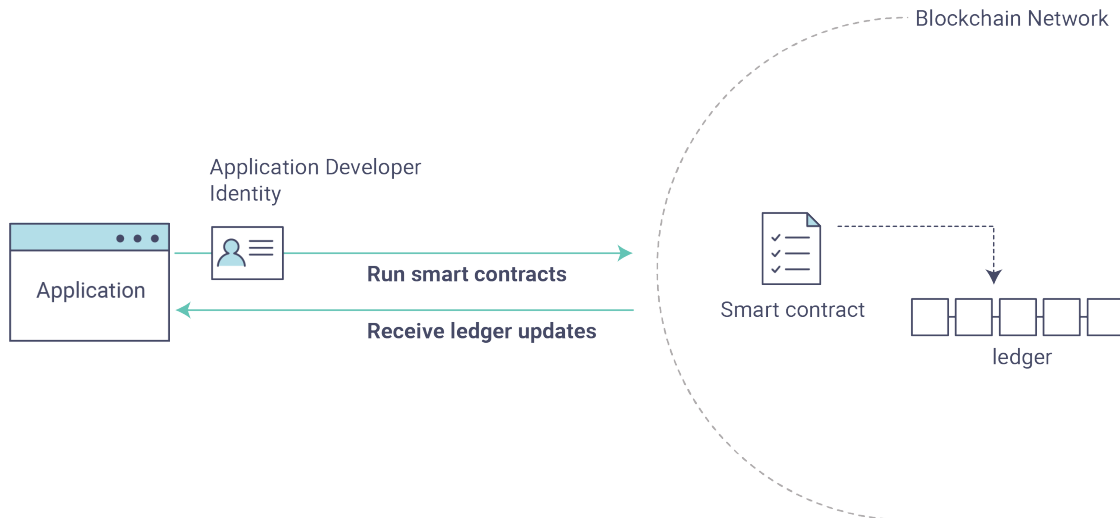 Blockchain Network
Application Developer
Identity
Application
Run smart contracts
Receive ledger updates
Smart contract
ledger